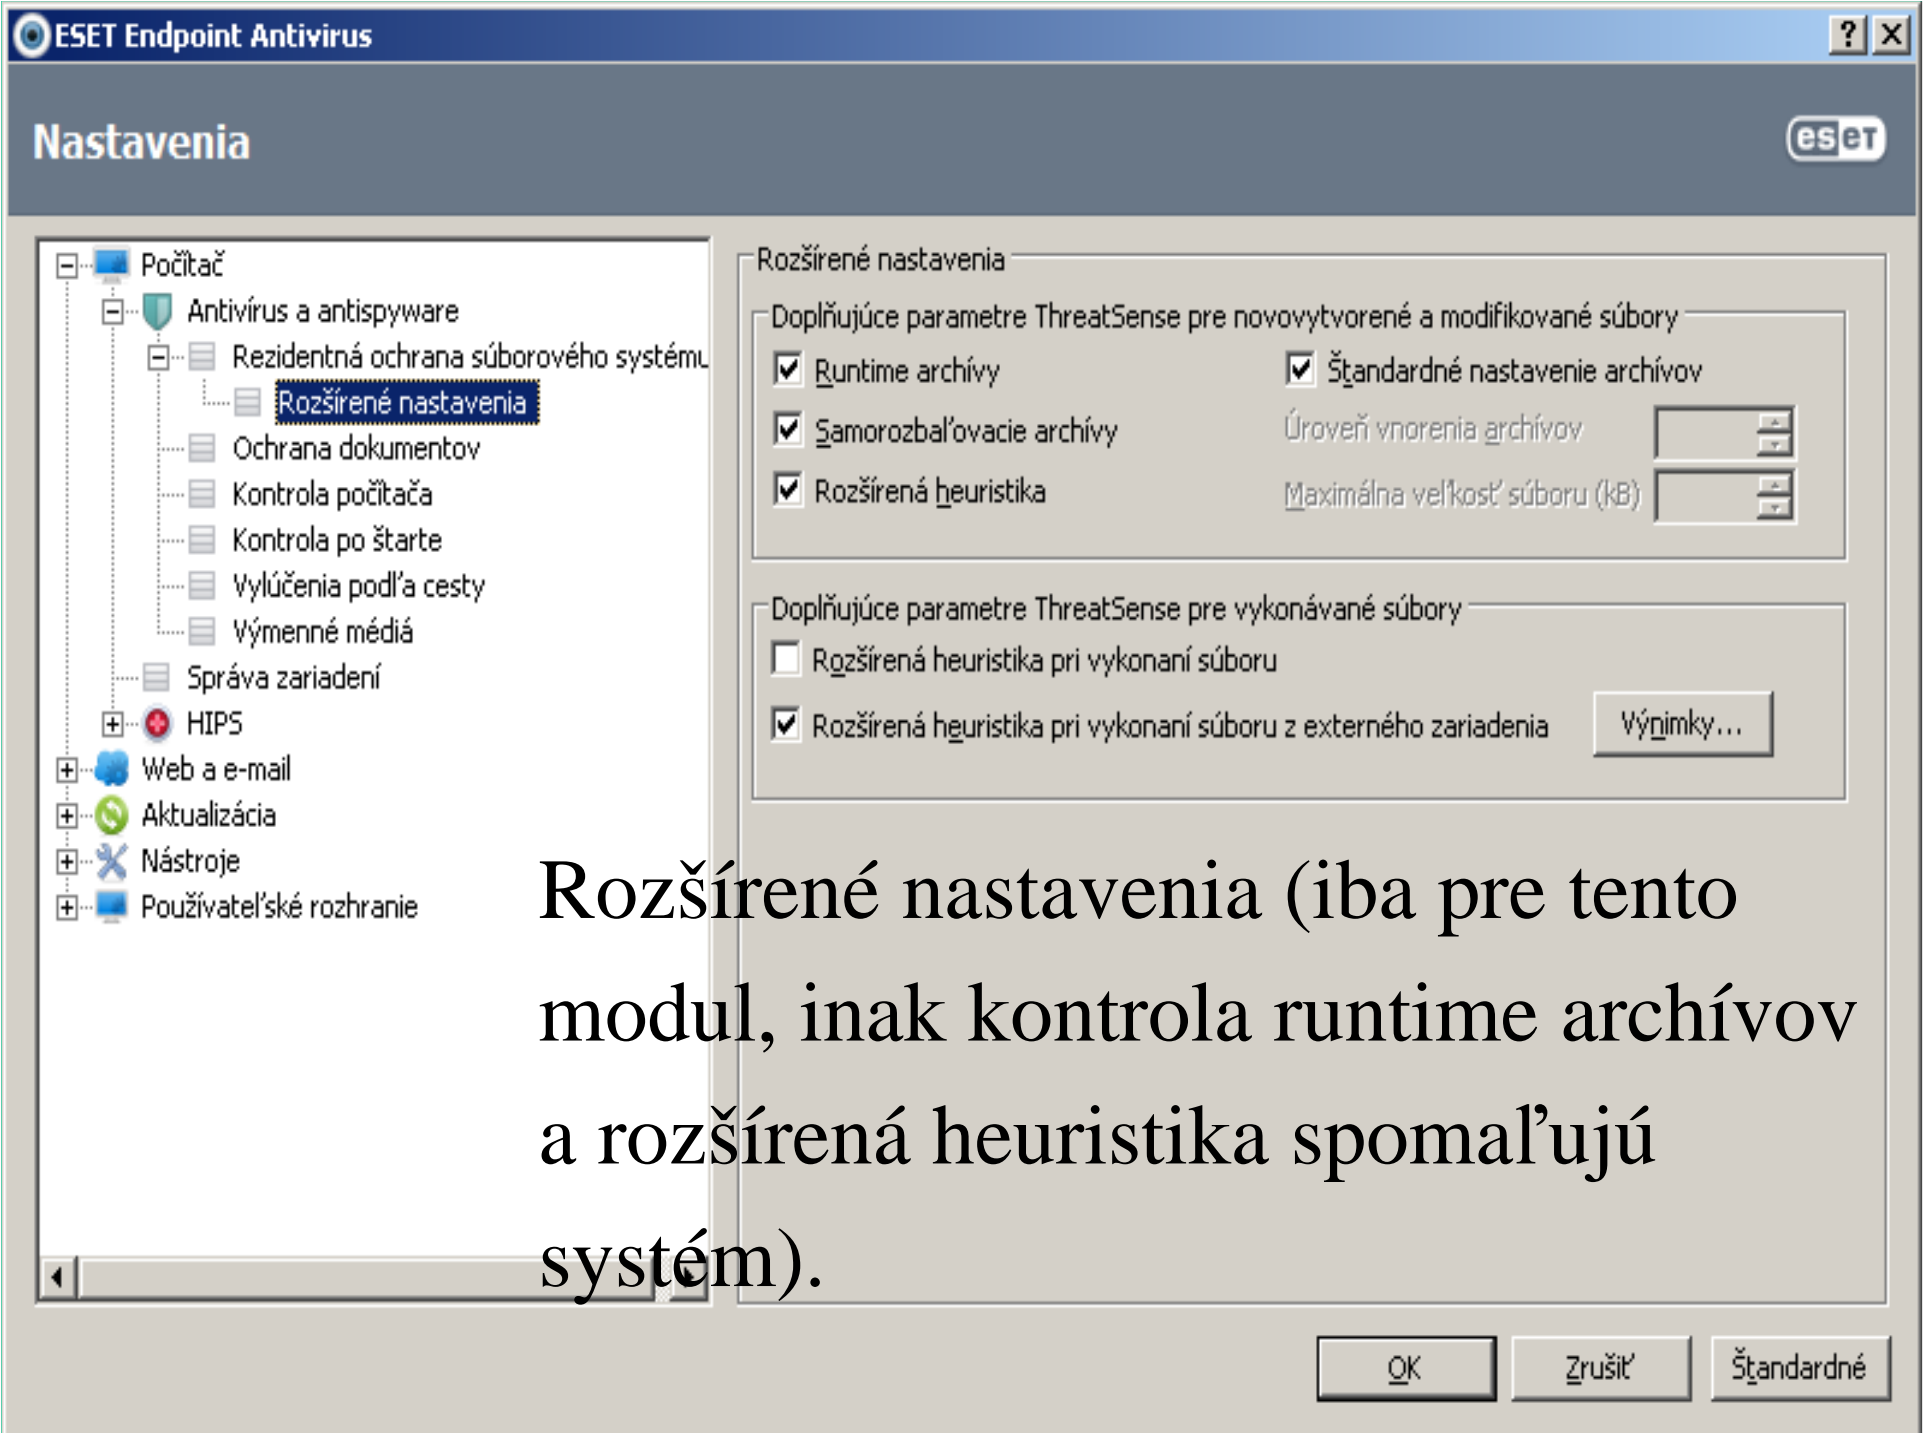 ESET Endpoint Antivirus
Nastavenia
eseT
Počítač
Antivírus a antispyware
Rezidentná ochrana súborového systému
Rozšírené nastavenia
Ochrana dokumentov
Kontrola počítača
Kontrola po štarte
Vylúčenia podľa cesty
Výmenné médiá
Správa zariadení
HIPS
Web a e-mail
Aktualizácia
Nástroje
Používateľské rozhranie
Rozšírené nastavenia
Doplňujúce parametre ThreatSense pre novovytvorené a modifikované súbory
Runtime archívy
Štandardné nastavenie archívov
Samorozbaľovacie archívy
Úroveň vnorenia archívov
Rozšírená heuristika
Maximálna veľkosť súboru (kB)
Doplňujúce parametre ThreatSense pre vykonávané súbory
Rozšírená heuristika pri vykonaní súboru
Rozšírená heuristika pri vykonaní súboru z externého zariadenia
Výnimky...
Rozšírené nastavenia (iba pre tento
modul, inak kontrola runtime archívov
a rozšírená heuristika spomaľujú
systém).
OK
Zrušiť
Štandardné